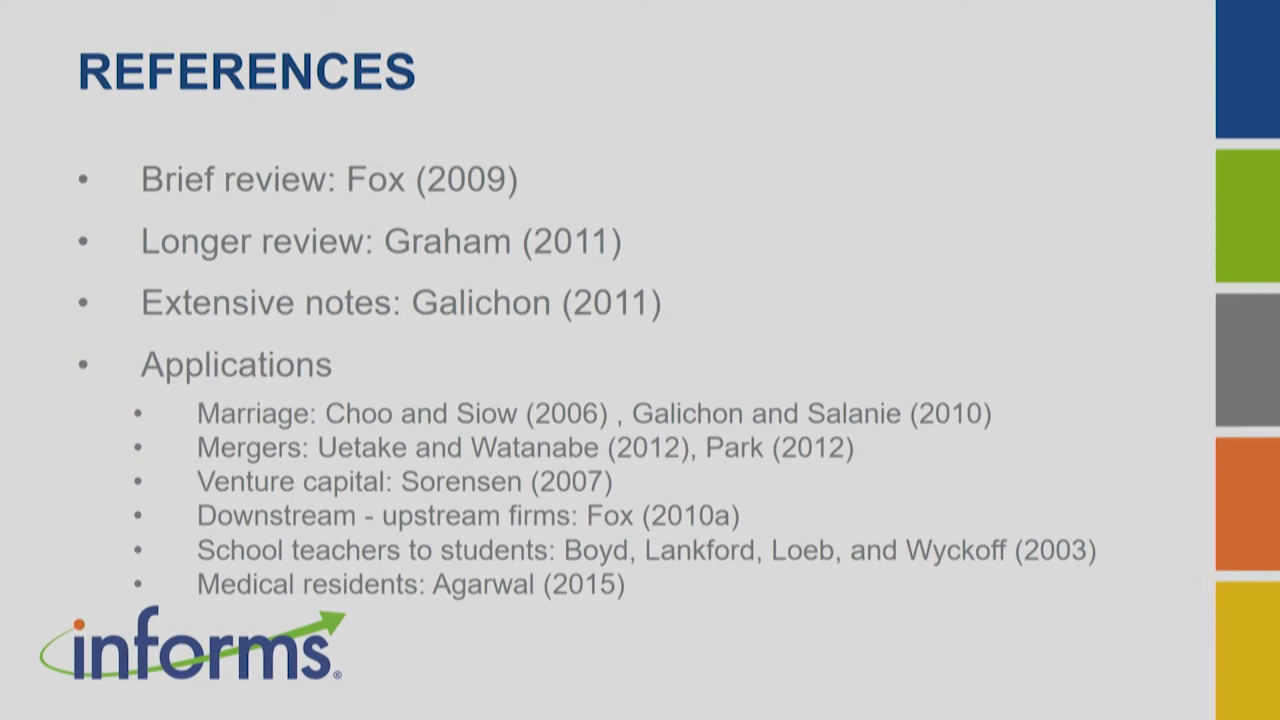 REFERENCES
• Brief review: Fox (2009)
• Longer review: Graham (2011)
• Extensive notes: Galichon (2011)
• Applications
• Marriage: Choo and Siow (2006) , Galichon and Salanie (2010)
• Mergers: Uetake and Watanabe (2012), Park (2012)
• Venture capital: Sorensen (2007)
• Downstream - upstream firms: Fox (2010a)
• School teachers to students: Boyd, Lankford, Loeb, and Wyckoff (2003)
• Medical residents: Agarwal (2015)
informs®